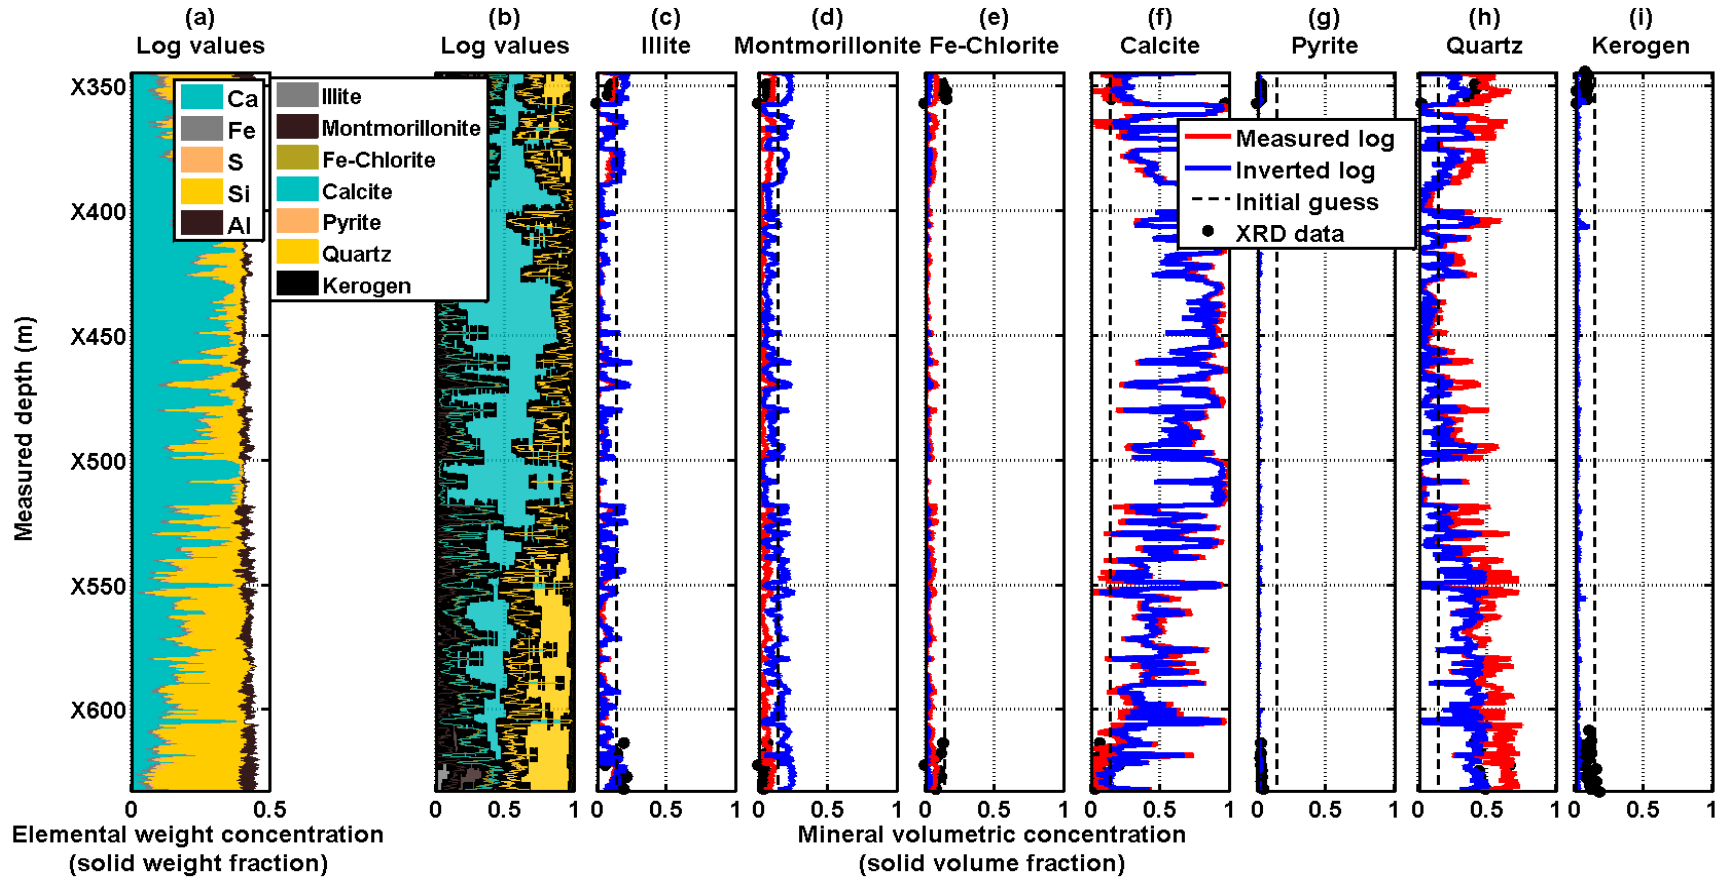 (a) (b) (c) (d) (e) (f) (g) (h) (i)
Log values Log values Illite Montmorillonite Fe-Chlorite Calcite Pyrite Quartz Kerogen
Ca
Fe
S
Si
Al
Illite
Montmorillonite
Fe-Chlorite
Calcite
Pyrite
Quartz
Kerogen
Measured log
Inverted log
Initial guess
XRD data
Measured depth (m)
X350
X400
X450
X500
X550
X600
0 0.5 0 0.5 1 0 0.5 1 0 0.5 1 0 0.5 1 0 0.5 1 0 0.5 1 0 0.5 1 0 0.5 1
Elemental weight concentration
(solid weight fraction)
Mineral volumetric concentration
(solid volume fraction)